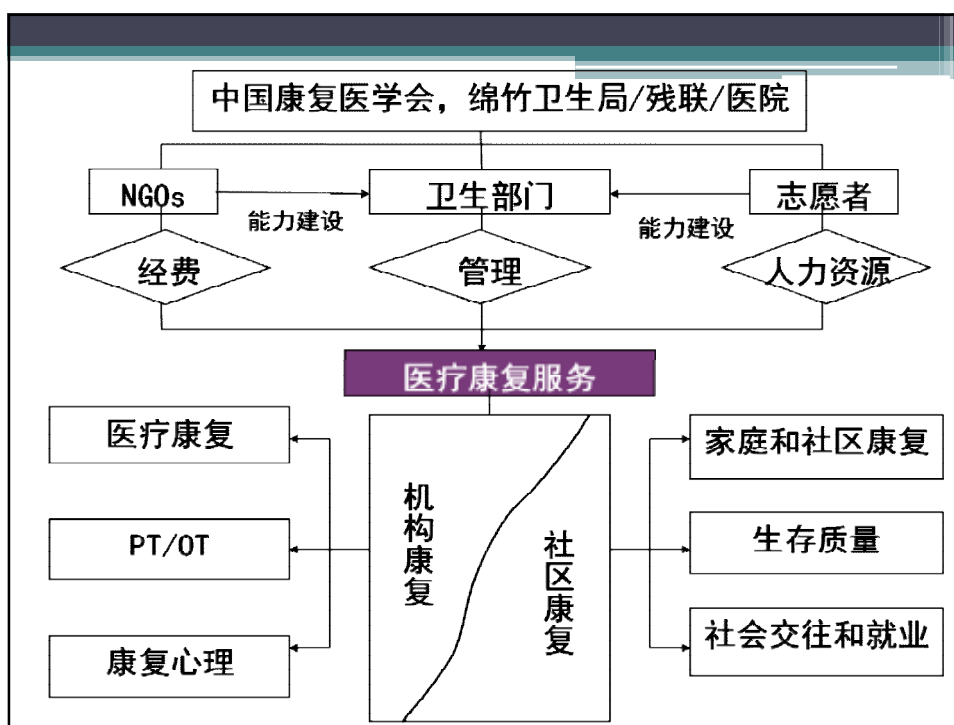 中国康复医学会，绵竹卫生局/残联/医院
NGOs
卫生部门
志愿者
能力建设
能力建设
经费
管理
人力资源
医疗康复服务
医疗康复
PT/OT
康复心理
机构康复
社区康复
家庭和社区康复
生存质量
社会交往和就业